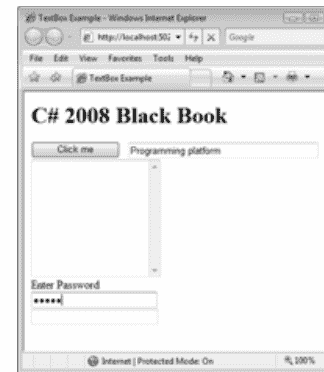 TextBox Example - Windows Internet Explorer
http://localhost:502
Google
File Edit View Favorites Tools Help
TextBox Example
C# 2008 Black Book
Click me Programming platform
Enter Password
•••••
Internet | Protected Mode: On 100%